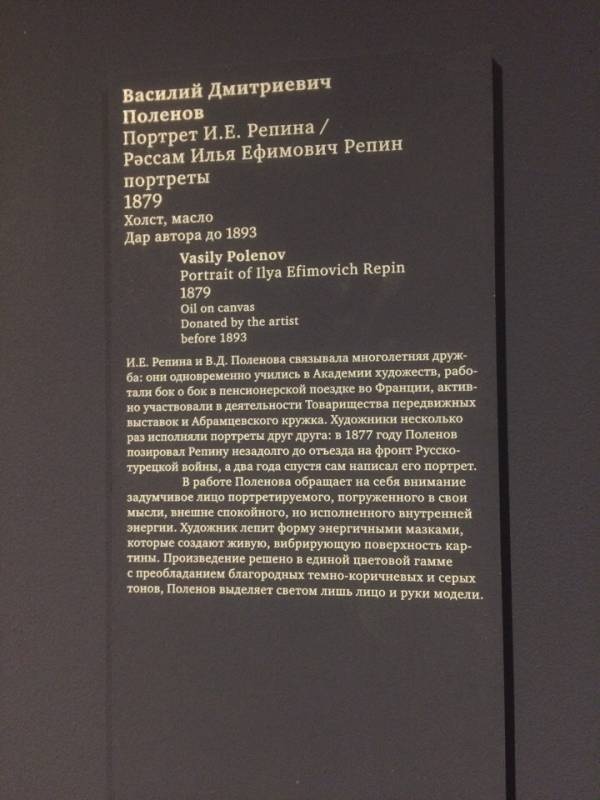 Василий Дмитриевич
Поленов
Портрет И.Е. Репина /
Рәссам Илья Ефимович Репин
портреты
1879
Холст, масло
Дар автора до 1893
Vasily Polenov
Portrait of Ilya Efimovich Repin
1879
Oil on canvas
Donated by the artist
before 1893
И.Е. Репина и В.Д. Поленова связывала многолетняя друж-
ба: они одновременно учились в Академии художеств, рабо-
тали бок о бок в пенсионерской поездке во Франции, актив-
но участвовали в деятельности Товарищества передвижных
выставок и Абрамцевского кружка. Художники несколько
раз исполняли портреты друг друга: в 1877 году Поленов
позировал Репину незадолго до отъезда на фронт Русско-
турецкой войны, а два года спустя сам написал его портрет.
В работе Поленова обращает на себя внимание
задумчивое лицо портретируемого, погруженного в свои
мысли, внешне спокойного, но исполненного внутренней
энергии. Художник лепит форму энергичными мазками,
которые создают живую, вибрирующую поверхность кар-
тины. Произведение решено в единой цветовой гамме
с преобладанием благородных темно-коричневых и серых
тонов, Поленов выделяет светом лишь лицо и руки модели.